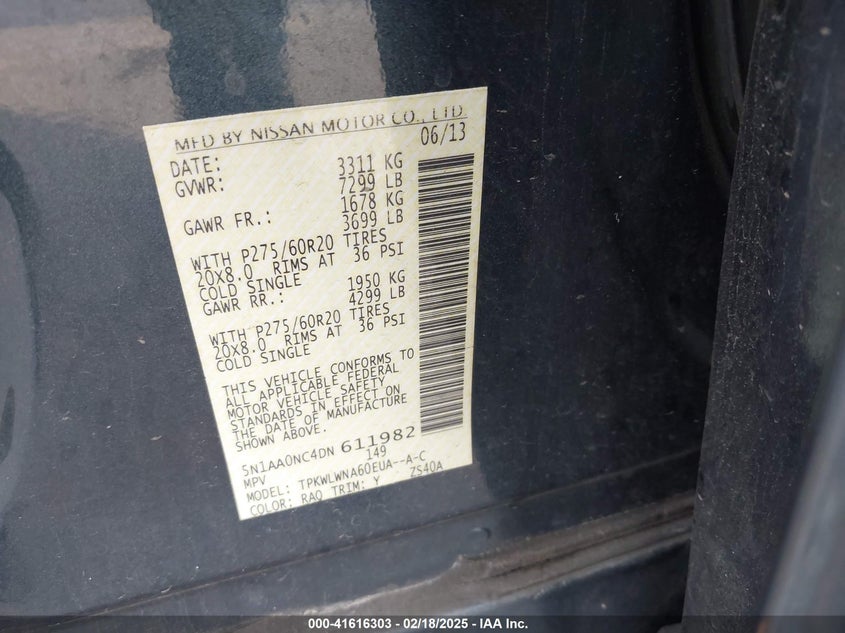 MFD BY NISSAN MOTOR CO., LTD.
DATE: 06/13
GVWR: 3311 KG
7299 LB
GAWR FR.: 1678 KG
3699 LB
WITH P275/60R20 TIRES
20X8.0 RIMS AT 36 PSI
COLD SINGLE
GAWR RR.: 1950 KG
4299 LB
WITH P275/60R20 TIRES
20X8.0 RIMS AT 36 PSI
COLD SINGLE
THIS VEHICLE CONFORMS TO
ALL APPLICABLE FEDERAL
MOTOR VEHICLE SAFETY
STANDARDS IN EFFECT ON
THE DATE OF MANUFACTURE
SHOWN ABOVE.
5N1AA0NC4DN 611982
MPV 149
MODEL: TPKWLWNA60EUA--A-C
COLOR: RAQ TRIM: Y ZS40A
000-41616303 - 02/18/2025 - IAA Inc.